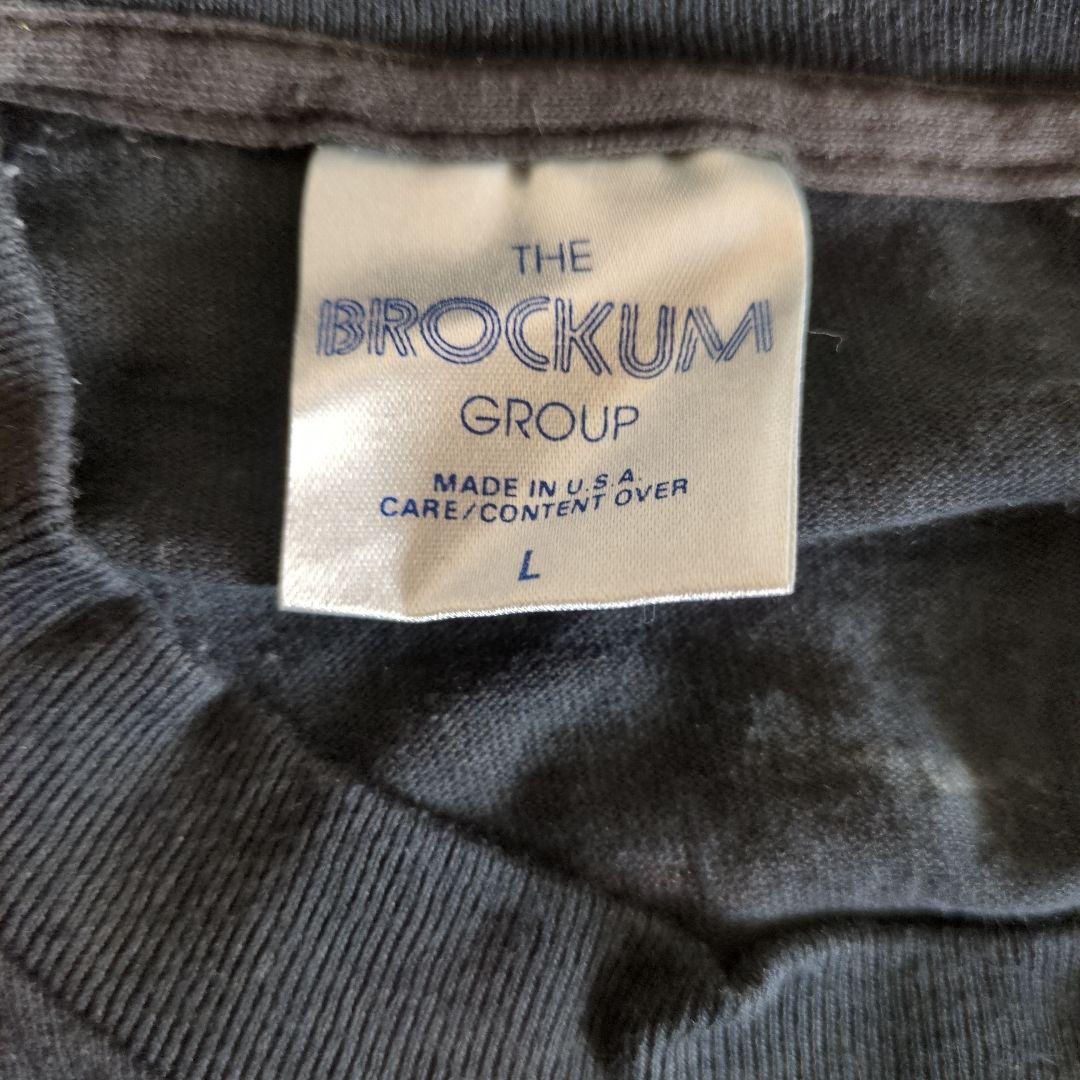 THE
BROCKUM
GROUP
MADE IN U.S.A.
CARE/CONTENT OVER
L